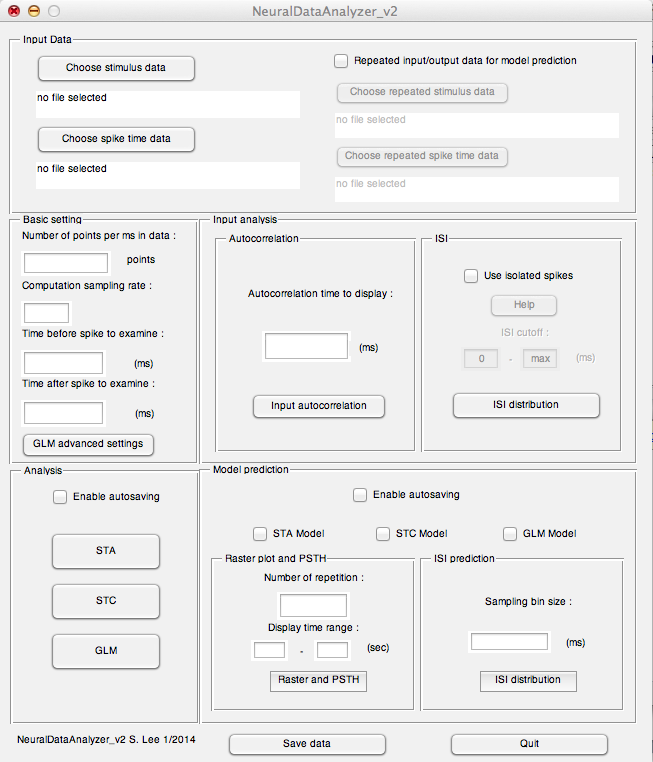 NeuralDataAnalyzer_v2
Input Data
Choose stimulus data
no file selected
Choose spike time data
no file selected
Repeated input/output data for model prediction
Choose repeated stimulus data
no file selected
Choose repeated spike time data
no file selected
Basic setting
Number of points per ms in data :
points
Computation sampling rate :
Time before spike to examine :
(ms)
Time after spike to examine :
(ms)
GLM advanced settings
Input analysis
Autocorrelation
Autocorrelation time to display :
(ms)
Input autocorrelation
ISI
Use isolated spikes
Help
ISI cutoff :
0 - max (ms)
ISI distribution
Analysis
Enable autosaving
STA
STC
GLM
Model prediction
Enable autosaving
STA Model STC Model GLM Model
Raster plot and PSTH
Number of repetition :
Display time range :
- (sec)
Raster and PSTH
ISI prediction
Sampling bin size :
(ms)
ISI distribution
NeuralDataAnalyzer_v2 S. Lee 1/2014
Save data
Quit